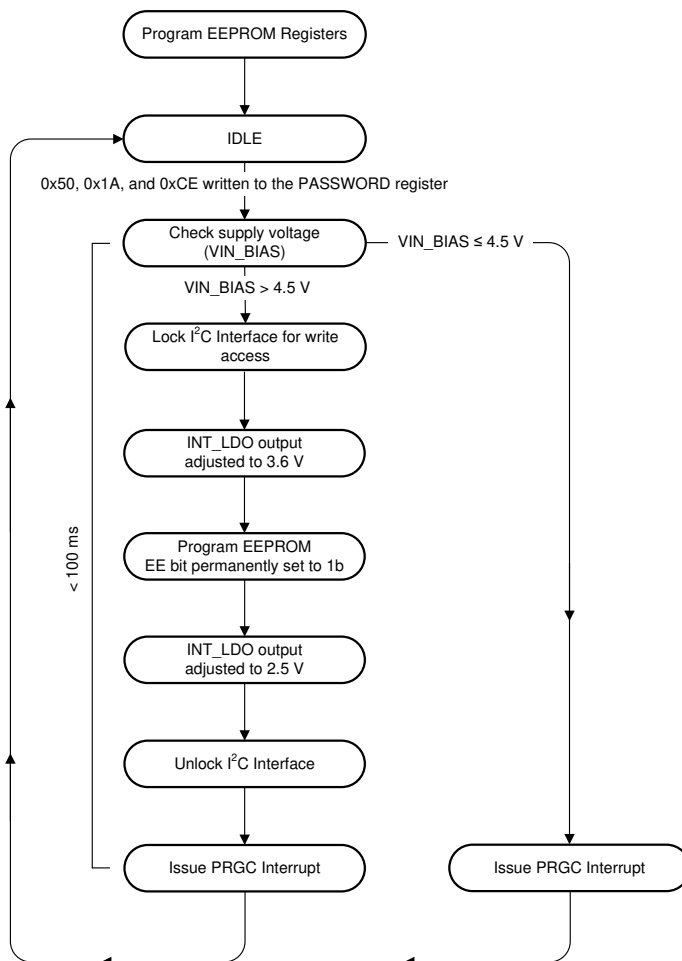 Program EEPROM Registers
IDLE
0x50, 0x1A, and 0xCE written to the PASSWORD register
Check supply voltage
(VIN_BIAS)
VIN_BIAS ≤ 4.5 V
VIN_BIAS > 4.5 V
Lock I²C Interface for write
access
INT_LDO output
adjusted to 3.6 V
< 100 ms
Program EEPROM
EE bit permanently set to 1b
INT_LDO output
adjusted to 2.5 V
Unlock I²C Interface
Issue PRGC Interrupt
Issue PRGC Interrupt